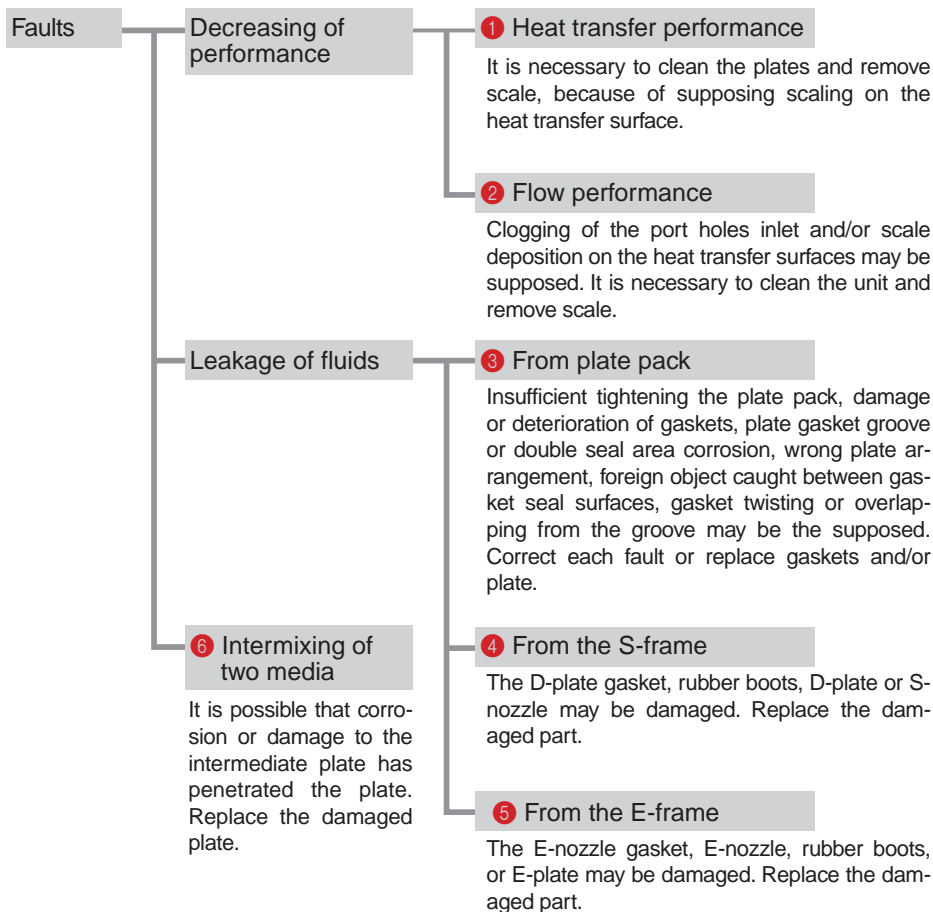 Faults
Decreasing of
performance
❶ Heat transfer performance
It is necessary to clean the plates and remove
scale, because of supposing scaling on the
heat transfer surface.
❷ Flow performance
Clogging of the port holes inlet and/or scale
deposition on the heat transfer surfaces may be
supposed. It is necessary to clean the unit and
remove scale.
Leakage of fluids
❸ From plate pack
Insufficient tightening the plate pack, damage
or deterioration of gaskets, plate gasket groove
or double seal area corrosion, wrong plate ar-
rangement, foreign object caught between gas-
ket seal surfaces, gasket twisting or overlap-
ping from the groove may be the supposed.
Correct each fault or replace gaskets and/or
plate.
❹ From the S-frame
The D-plate gasket, rubber boots, D-plate or S-
nozzle may be damaged. Replace the dam-
aged part.
❺ From the E-frame
The E-nozzle gasket, E-nozzle, rubber boots,
or E-plate may be damaged. Replace the dam-
aged part.
❻ Intermixing of
two media
It is possible that corro-
sion or damage to the
intermediate plate has
penetrated the plate.
Replace the damaged
plate.